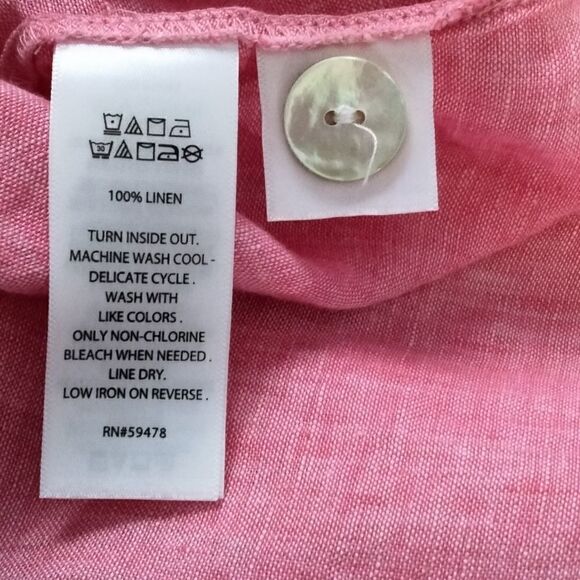 100% LINEN
TURN INSIDE OUT.
MACHINE WASH COOL -
DELICATE CYCLE .
WASH WITH
LIKE COLORS .
ONLY NON-CHLORINE
BLEACH WHEN NEEDED .
LINE DRY.
LOW IRON ON REVERSE .
RN#59478